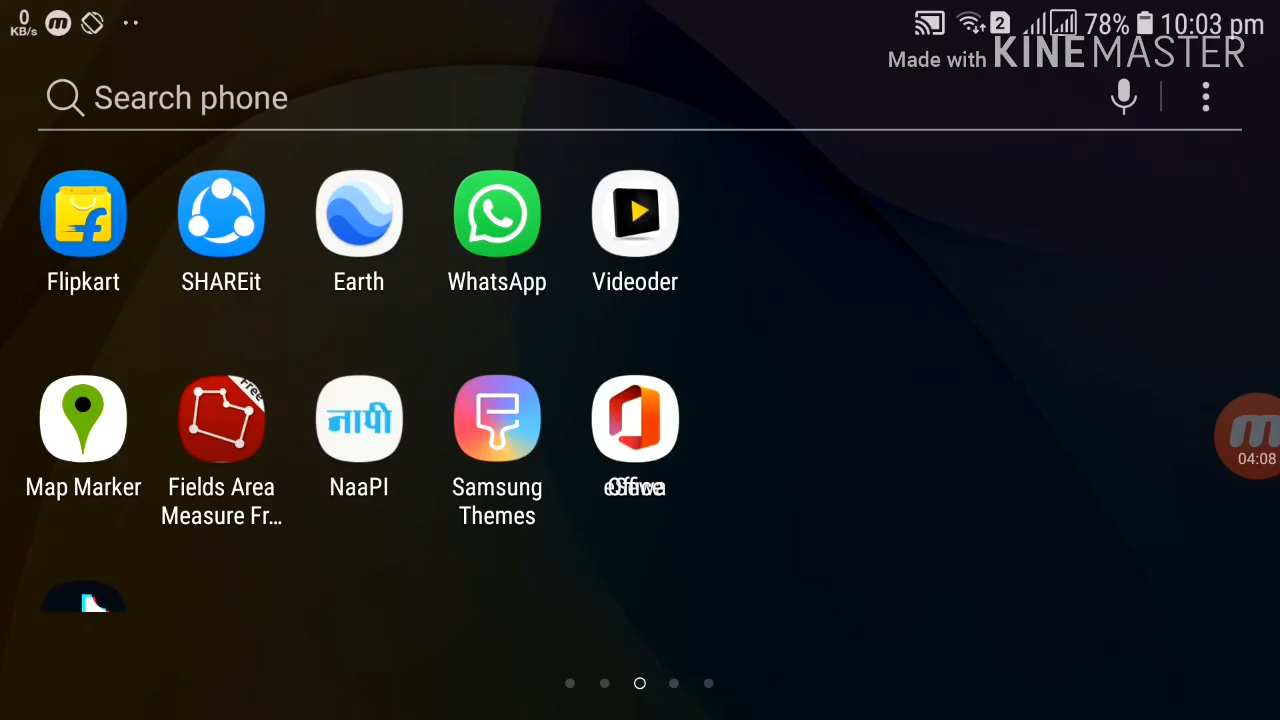 0
KB/s
2
78%
10:03 pm
Made with KINEMASTER
Search phone
Flipkart
SHAREit
Earth
WhatsApp
Videoder
Map Marker
Free
Fields Area
Measure Fr...
नापी
NaaPI
Samsung
Themes
04:08